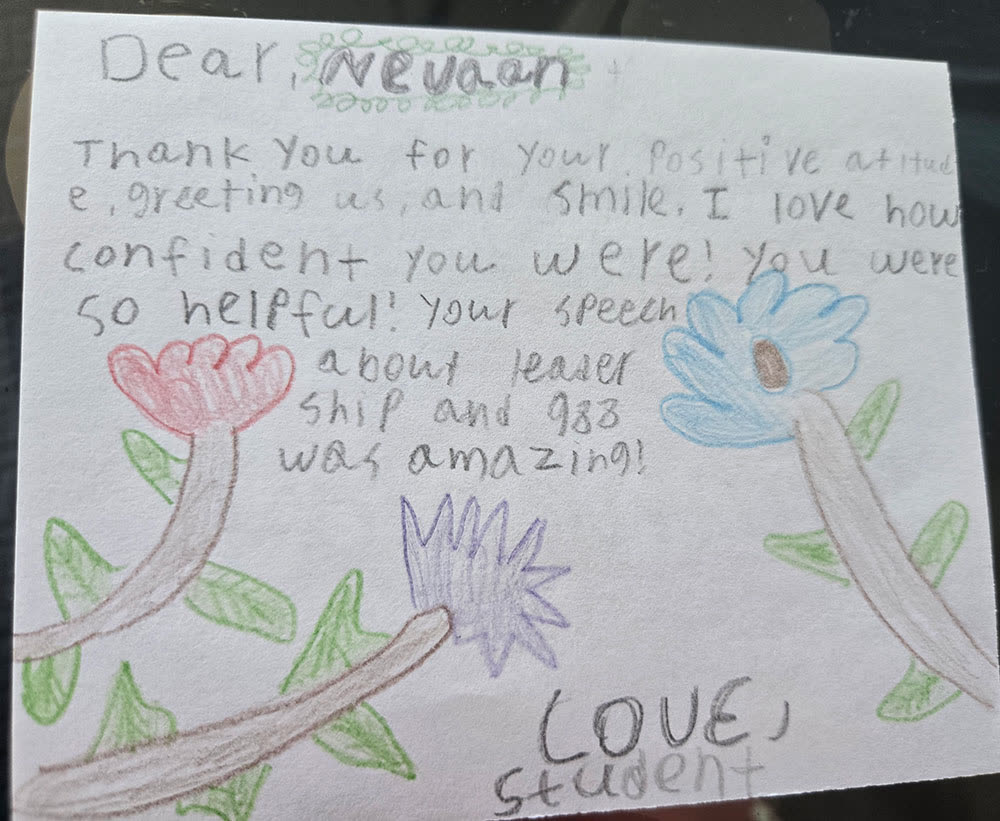 Dear, Nevaan
Thank You for your positive atitud
e, greeting us, and smile. I love how
confident you were! you were
so helpful! Your speech
about leader
ship and 988
was amazing!
LOVE,
student